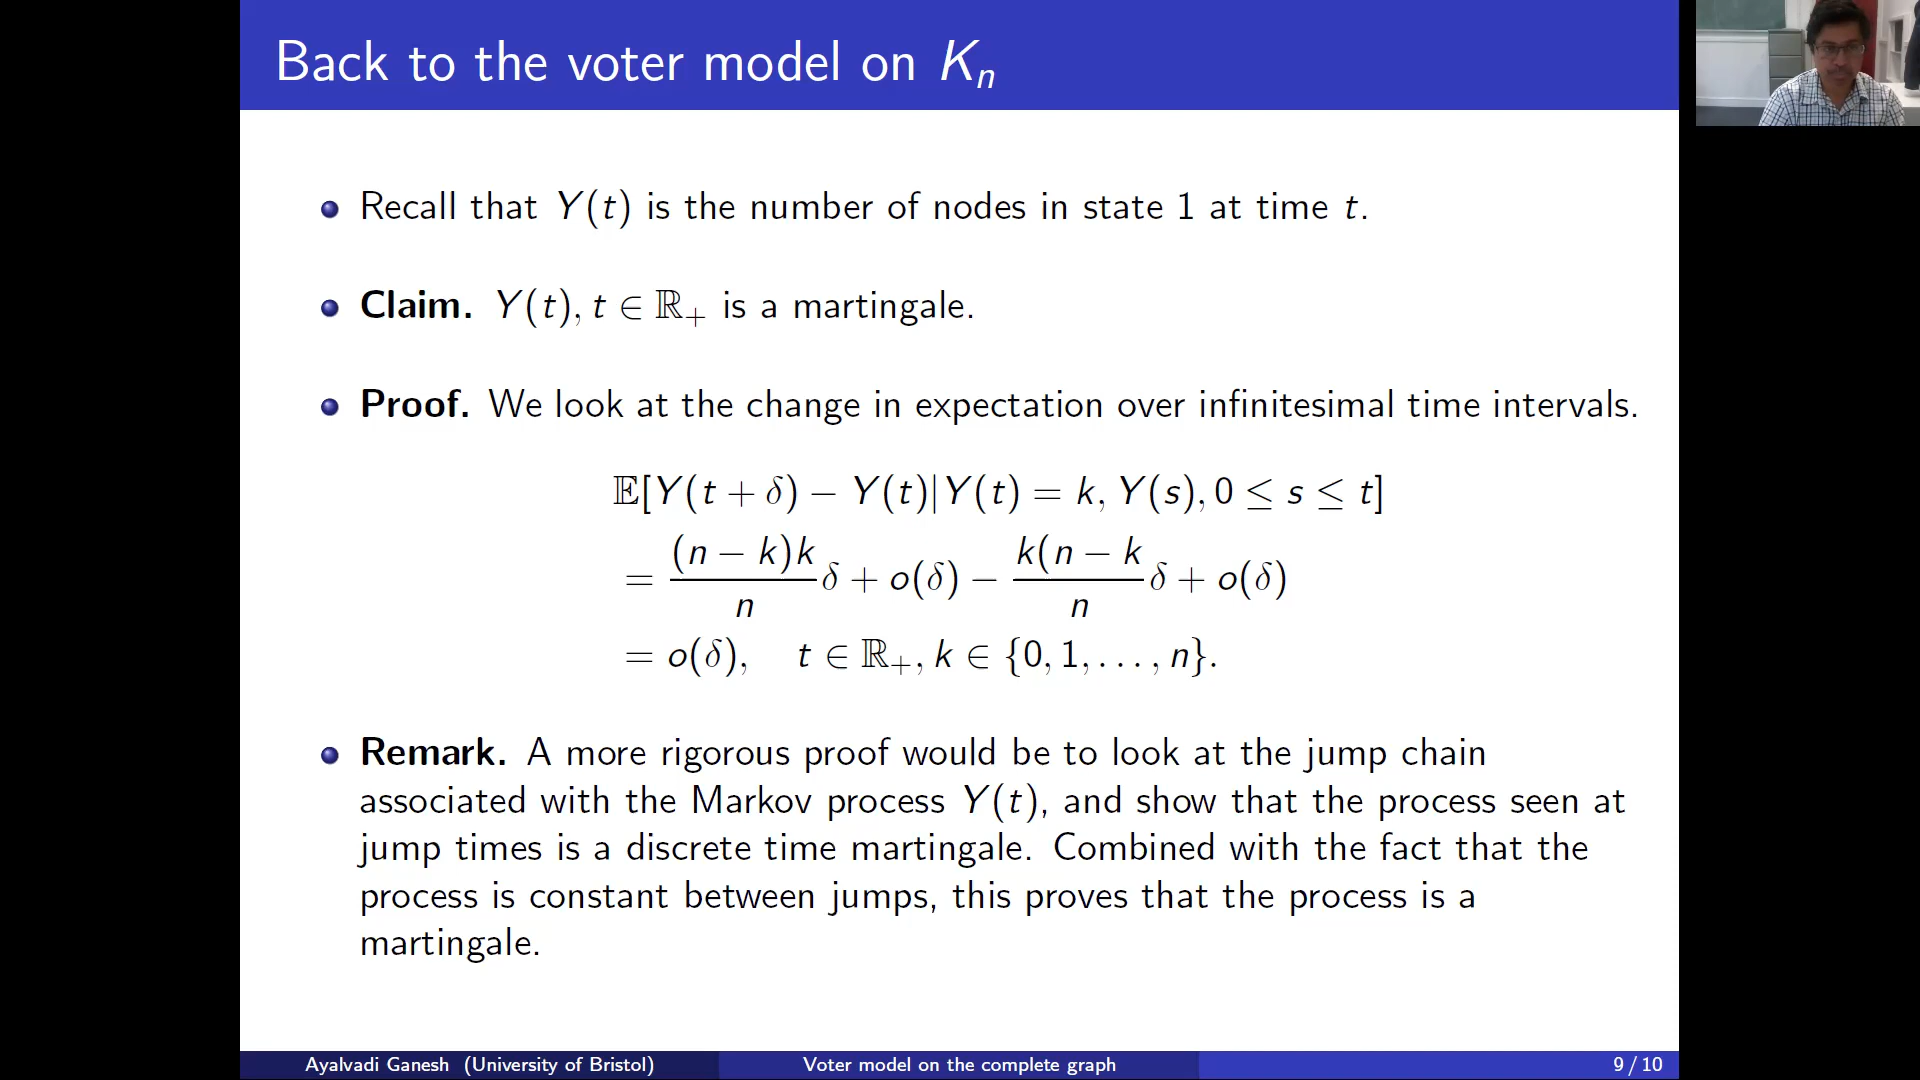 Back to the voter model on Kₙ
Recall that Y(t) is the number of nodes in state 1 at time t.
Claim. Y(t), t ∈ ℝ₊ is a martingale.
Proof. We look at the change in expectation over infinitesimal time intervals.
𝔼[Y(t + δ) − Y(t)|Y(t) = k, Y(s), 0 ≤ s ≤ t]
= (n − k)k / n δ + o(δ) − k(n − k / n δ + o(δ)
= o(δ), t ∈ ℝ₊, k ∈ {0, 1, . . . , n}.
Remark. A more rigorous proof would be to look at the jump chain
associated with the Markov process Y(t), and show that the process seen at
jump times is a discrete time martingale. Combined with the fact that the
process is constant between jumps, this proves that the process is a
martingale.
Ayalvadi Ganesh (University of Bristol) Voter model on the complete graph 9 / 10